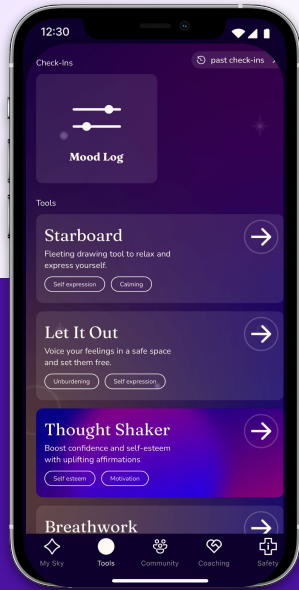 12:30
Check-Ins
past check-ins
Mood Log
Tools
Starboard
Fleeting drawing tool to relax and
express yourself.
Self expression
Calming
Let It Out
Voice your feelings in a safe space
and set them free.
Unburdening
Self expression
Thought Shaker
Boost confidence and self-esteem
with uplifting affirmations
Self esteem
Motivation
Breathwork
My Sky
Tools
Community
Coaching
Safety